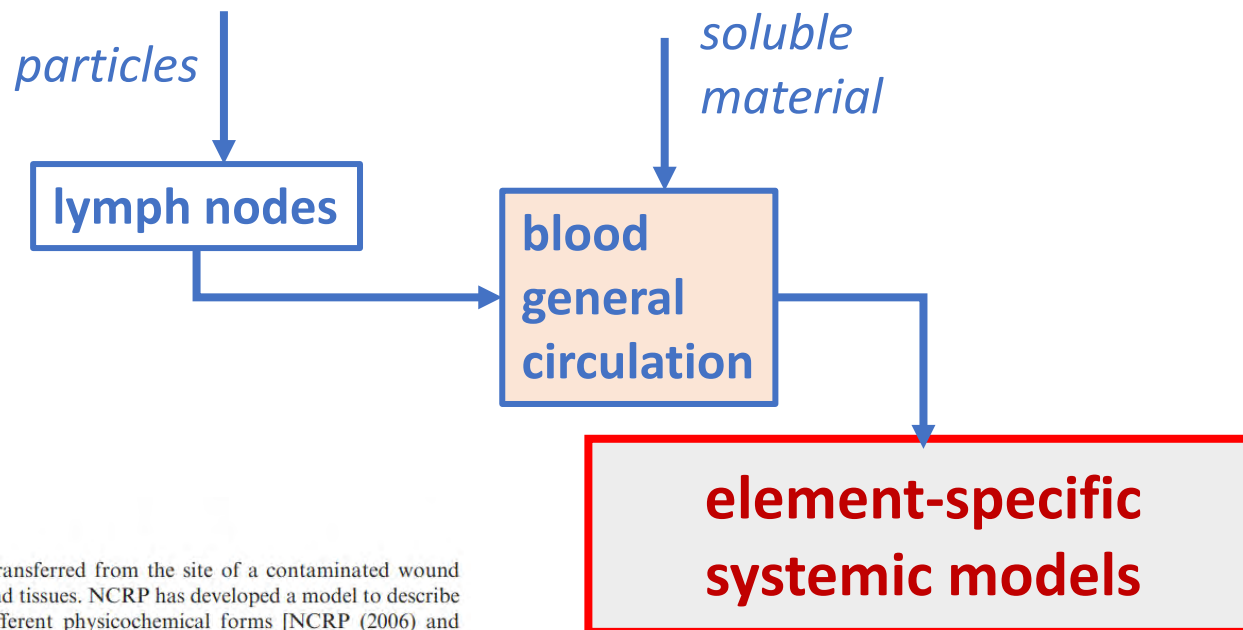 particles
soluble
material
lymph nodes
blood
general
circulation
element-specific
systemic models
ransferred from the site of a contaminated wound
nd tissues. NCRP has developed a model to describe
fferent physicochemical forms [NCRP (2006) and